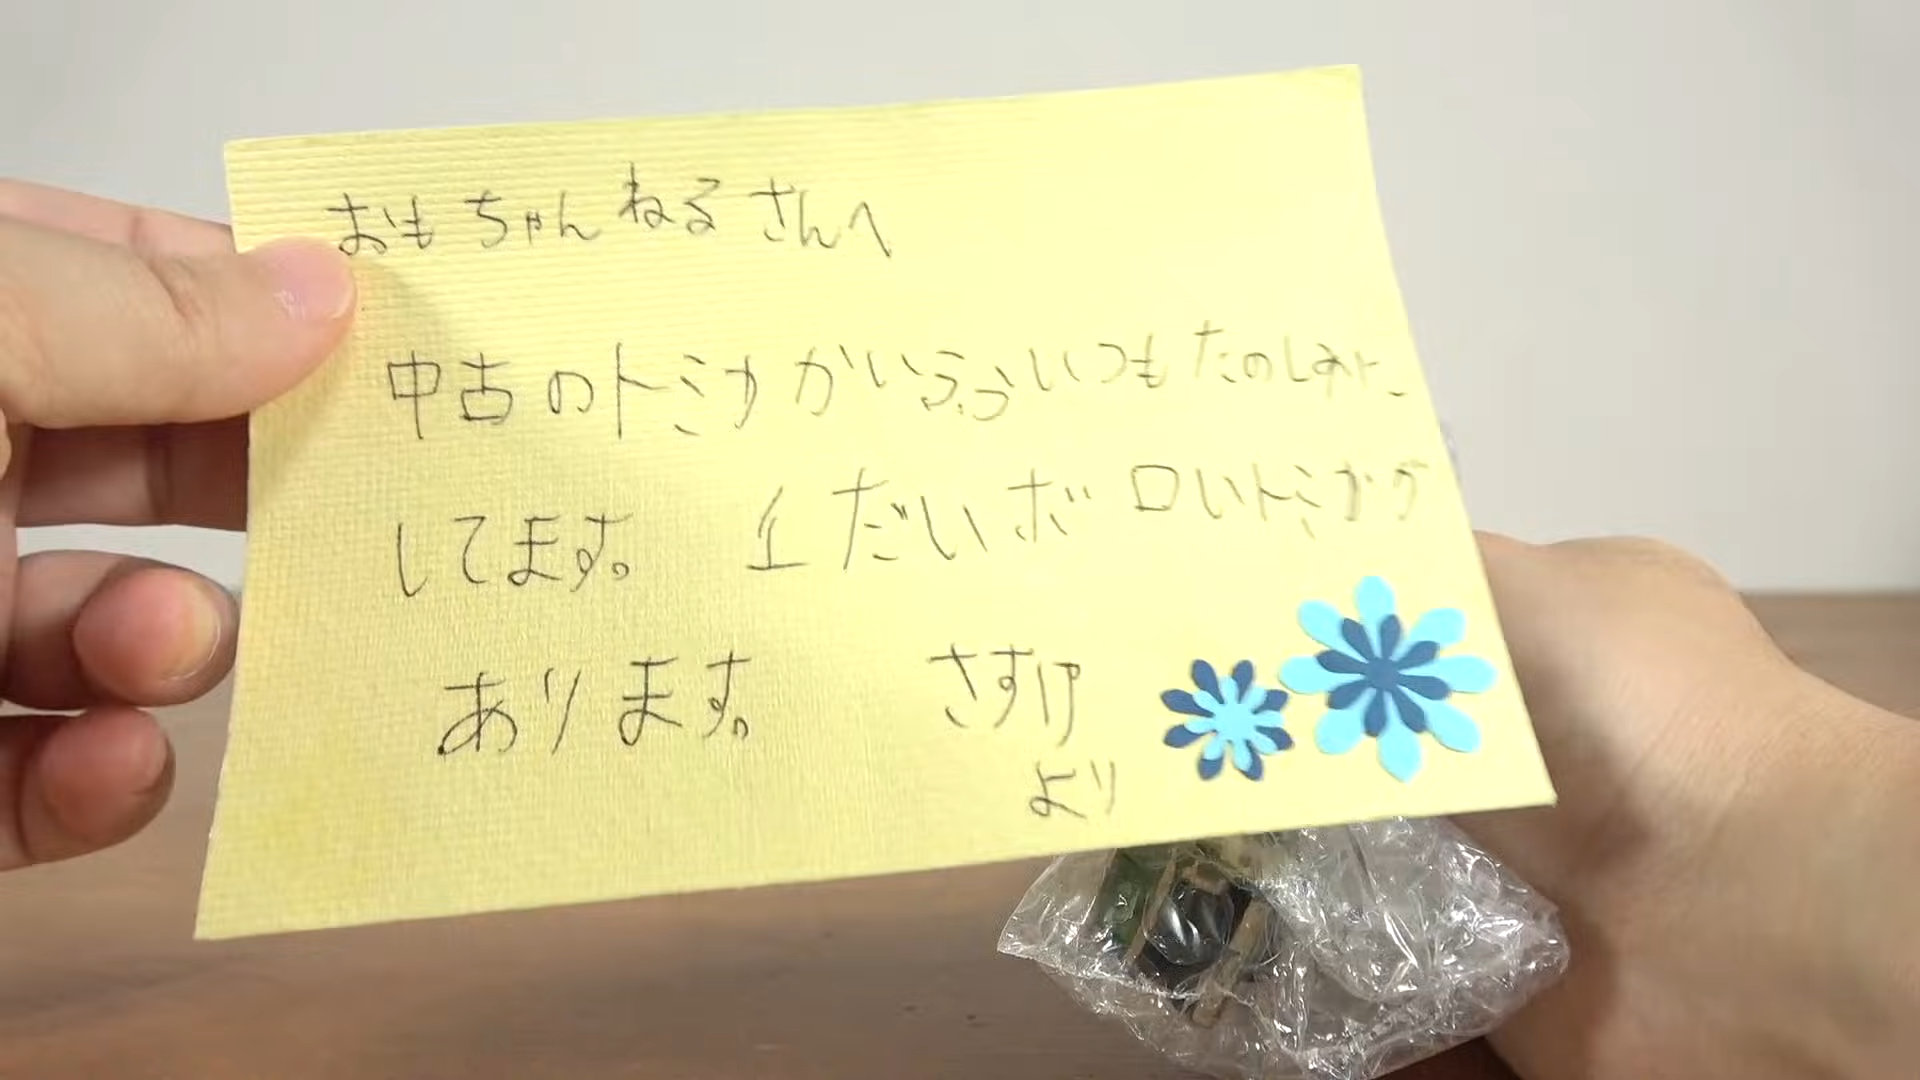 おもちゃんねるさんへ
中古のトミカがいふういつもたのしみに
してます。 1だいボロいトミカが
あります。 さすけ
より